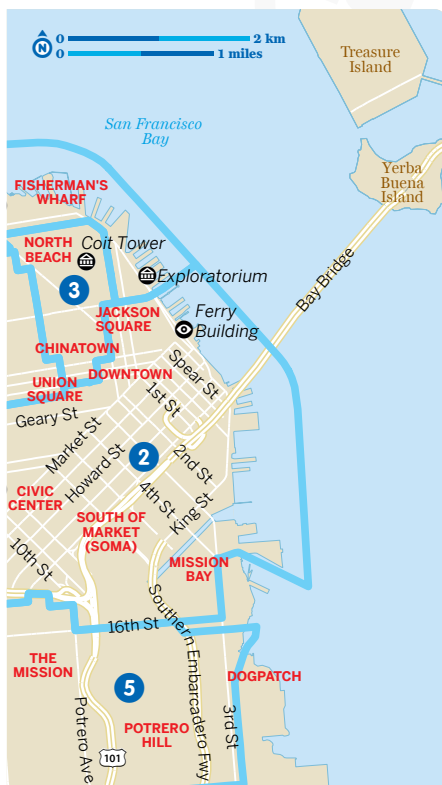 0 2 km
N
0 1 miles
Treasure
Island
San Francisco
Bay
Yerba
Buena
Island
FISHERMAN'S
WHARF
NORTH
BEACH
Coit Tower
Exploratorium
3
Bay Bridge
JACKSON
SQUARE
Ferry
Building
CHINATOWN
Spear St
UNION
SQUARE
DOWNTOWN
1st St
Geary St
Market St
Howard St
2
2nd St
CIVIC
CENTER
4th St
King St
SOUTH OF
MARKET
(SOMA)
10th St
MISSION
BAY
16th St
Southern Embarcadero Fwy
THE
MISSION
5
DOGPATCH
Potrero Ave
POTRERO
HILL
3rd St
101